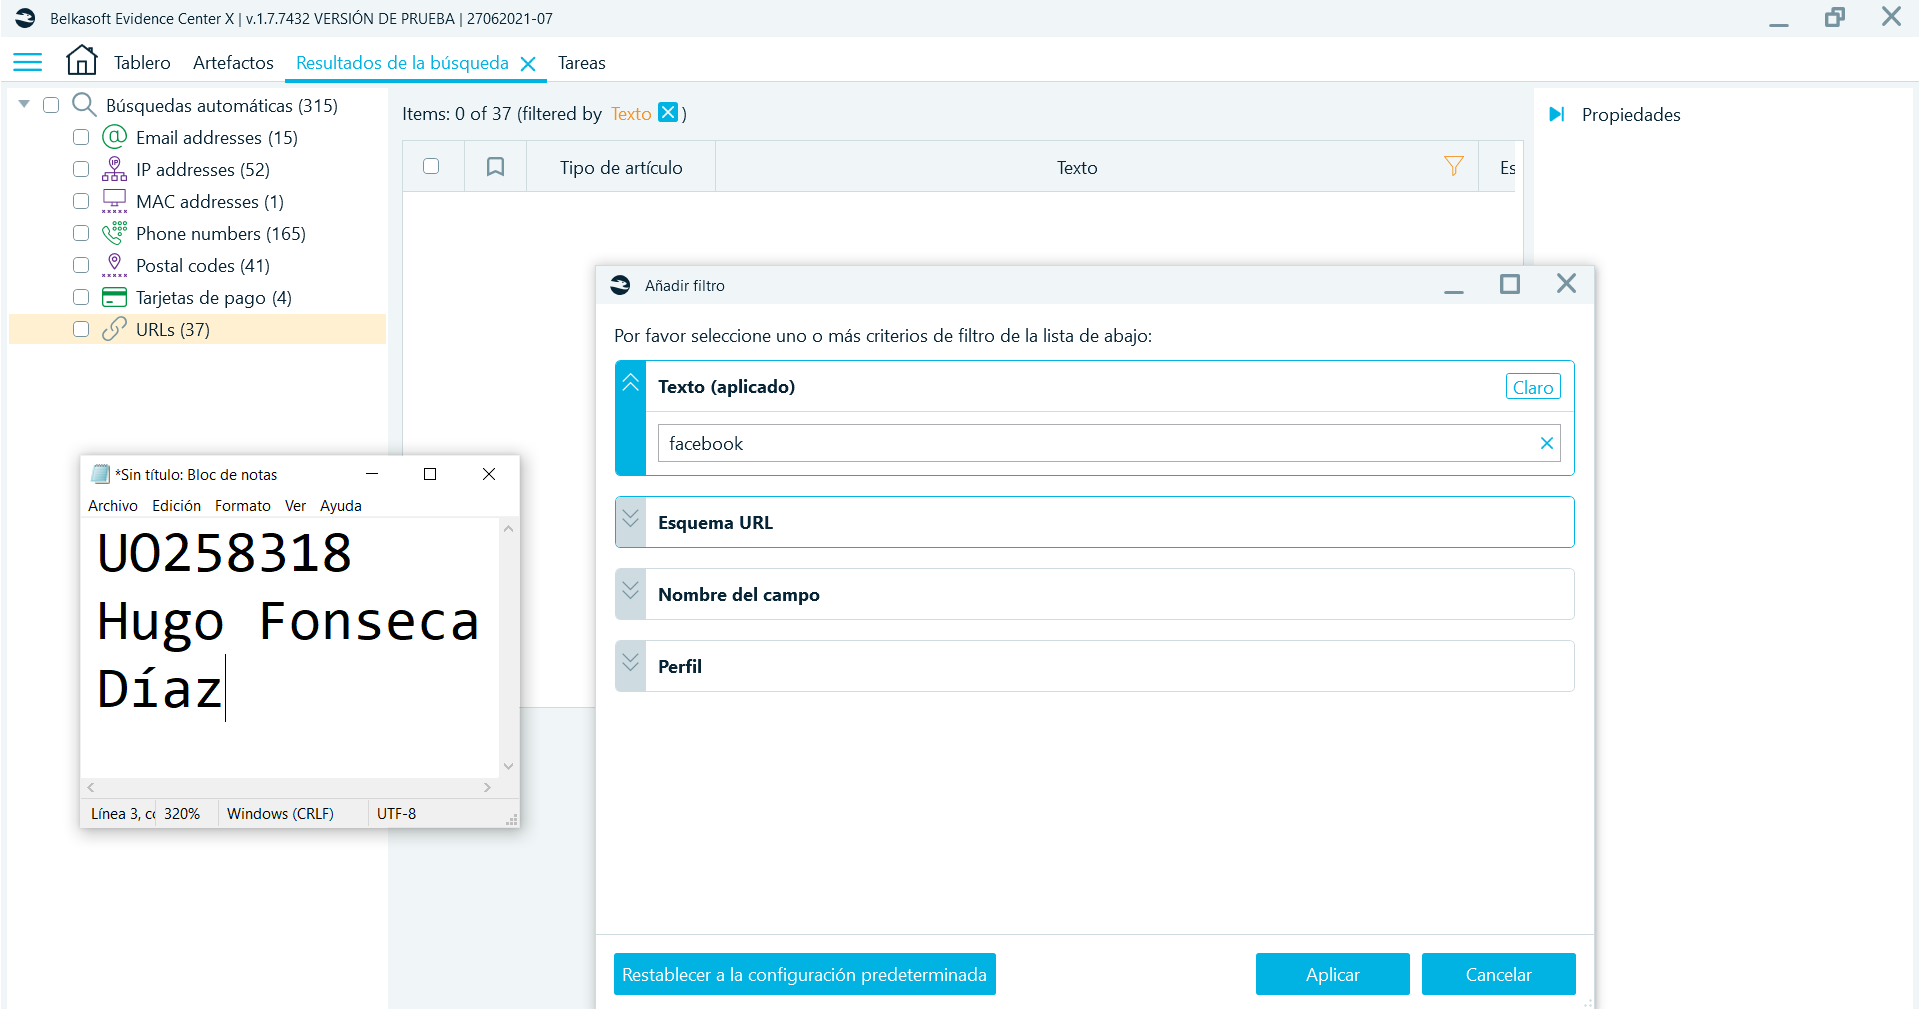 Belkasoft Evidence Center X | v.1.7.7432 VERSIÓN DE PRUEBA | 27062021-07
Tablero Artefactos Resultados de la búsqueda Tareas
Búsquedas automáticas (315)
Email addresses (15)
IP addresses (52)
MAC addresses (1)
Phone numbers (165)
Postal codes (41)
Tarjetas de pago (4)
URLs (37)
Items: 0 of 37 (filtered by Texto )
Tipo de artículo Texto Es
Propiedades
Añadir filtro
Por favor seleccione uno o más criterios de filtro de la lista de abajo:
Texto (aplicado) Claro
facebook
Esquema URL
Nombre del campo
Perfil
Restablecer a la configuración predeterminada Aplicar Cancelar
*Sin título: Bloc de notas
Archivo Edición Formato Ver Ayuda
UO258318
Hugo Fonseca
Díaz
Línea 3, co 320% Windows (CRLF) UTF-8